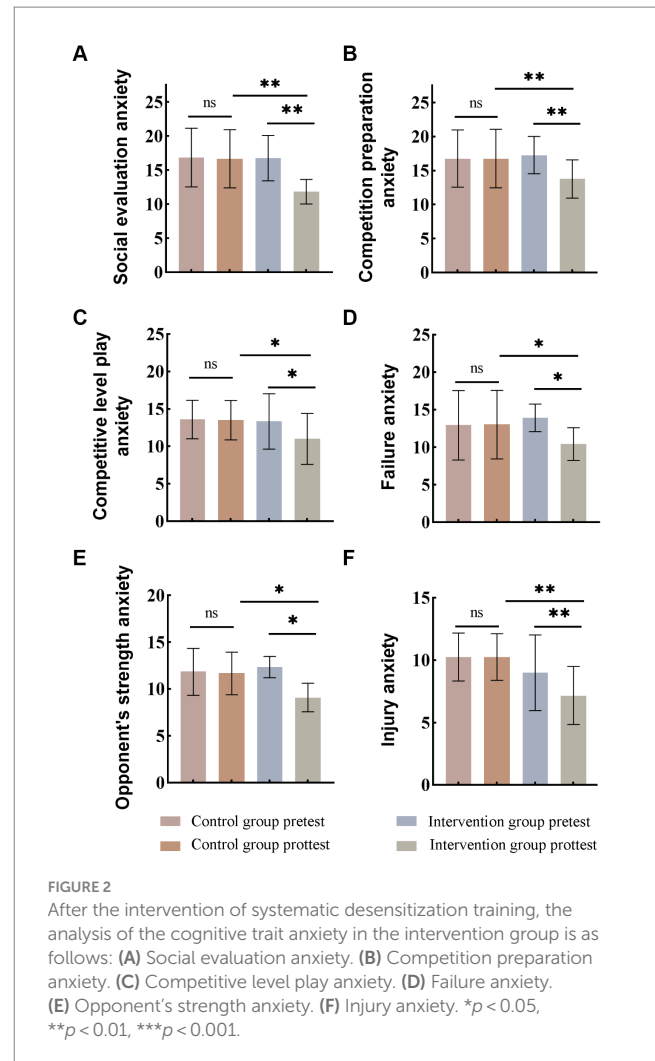 A
Social evaluation anxiety
25
20
15
10
5
0
ns
**
**
B
Competition preparation
anxiety
25
20
15
10
5
0
ns
**
**
C
Competitive level play
anxiety
25
20
15
10
5
0
ns
*
*
D
Failure anxiety
25
20
15
10
5
0
ns
*
*
E
Opponent's strength anxiety
20
15
10
5
0
ns
*
*
F
Injury anxiety
15
10
5
0
ns
**
**
Control group pretest
Intervention group pretest
Control group prottest
Intervention group prottest
FIGURE 2
After the intervention of systematic desensitization training, the
analysis of the cognitive trait anxiety in the intervention group is as
follows: (A) Social evaluation anxiety. (B) Competition preparation
anxiety. (C) Competitive level play anxiety. (D) Failure anxiety.
(E) Opponent's strength anxiety. (F) Injury anxiety. *p < 0.05,
**p < 0.01, ***p < 0.001.